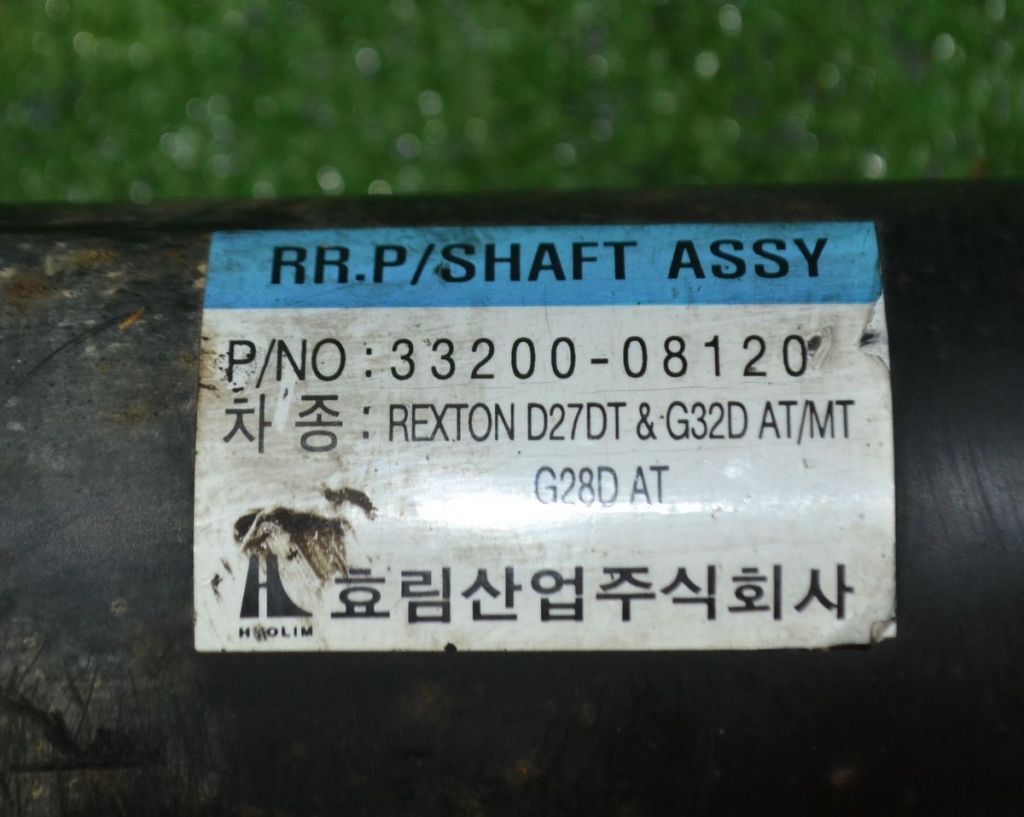 RR.P/SHAFT ASSY
P/NO : 33200-08120
차 종 : REXTON D27DT & G32D AT/MT
G28D AT
효림산업주식회사